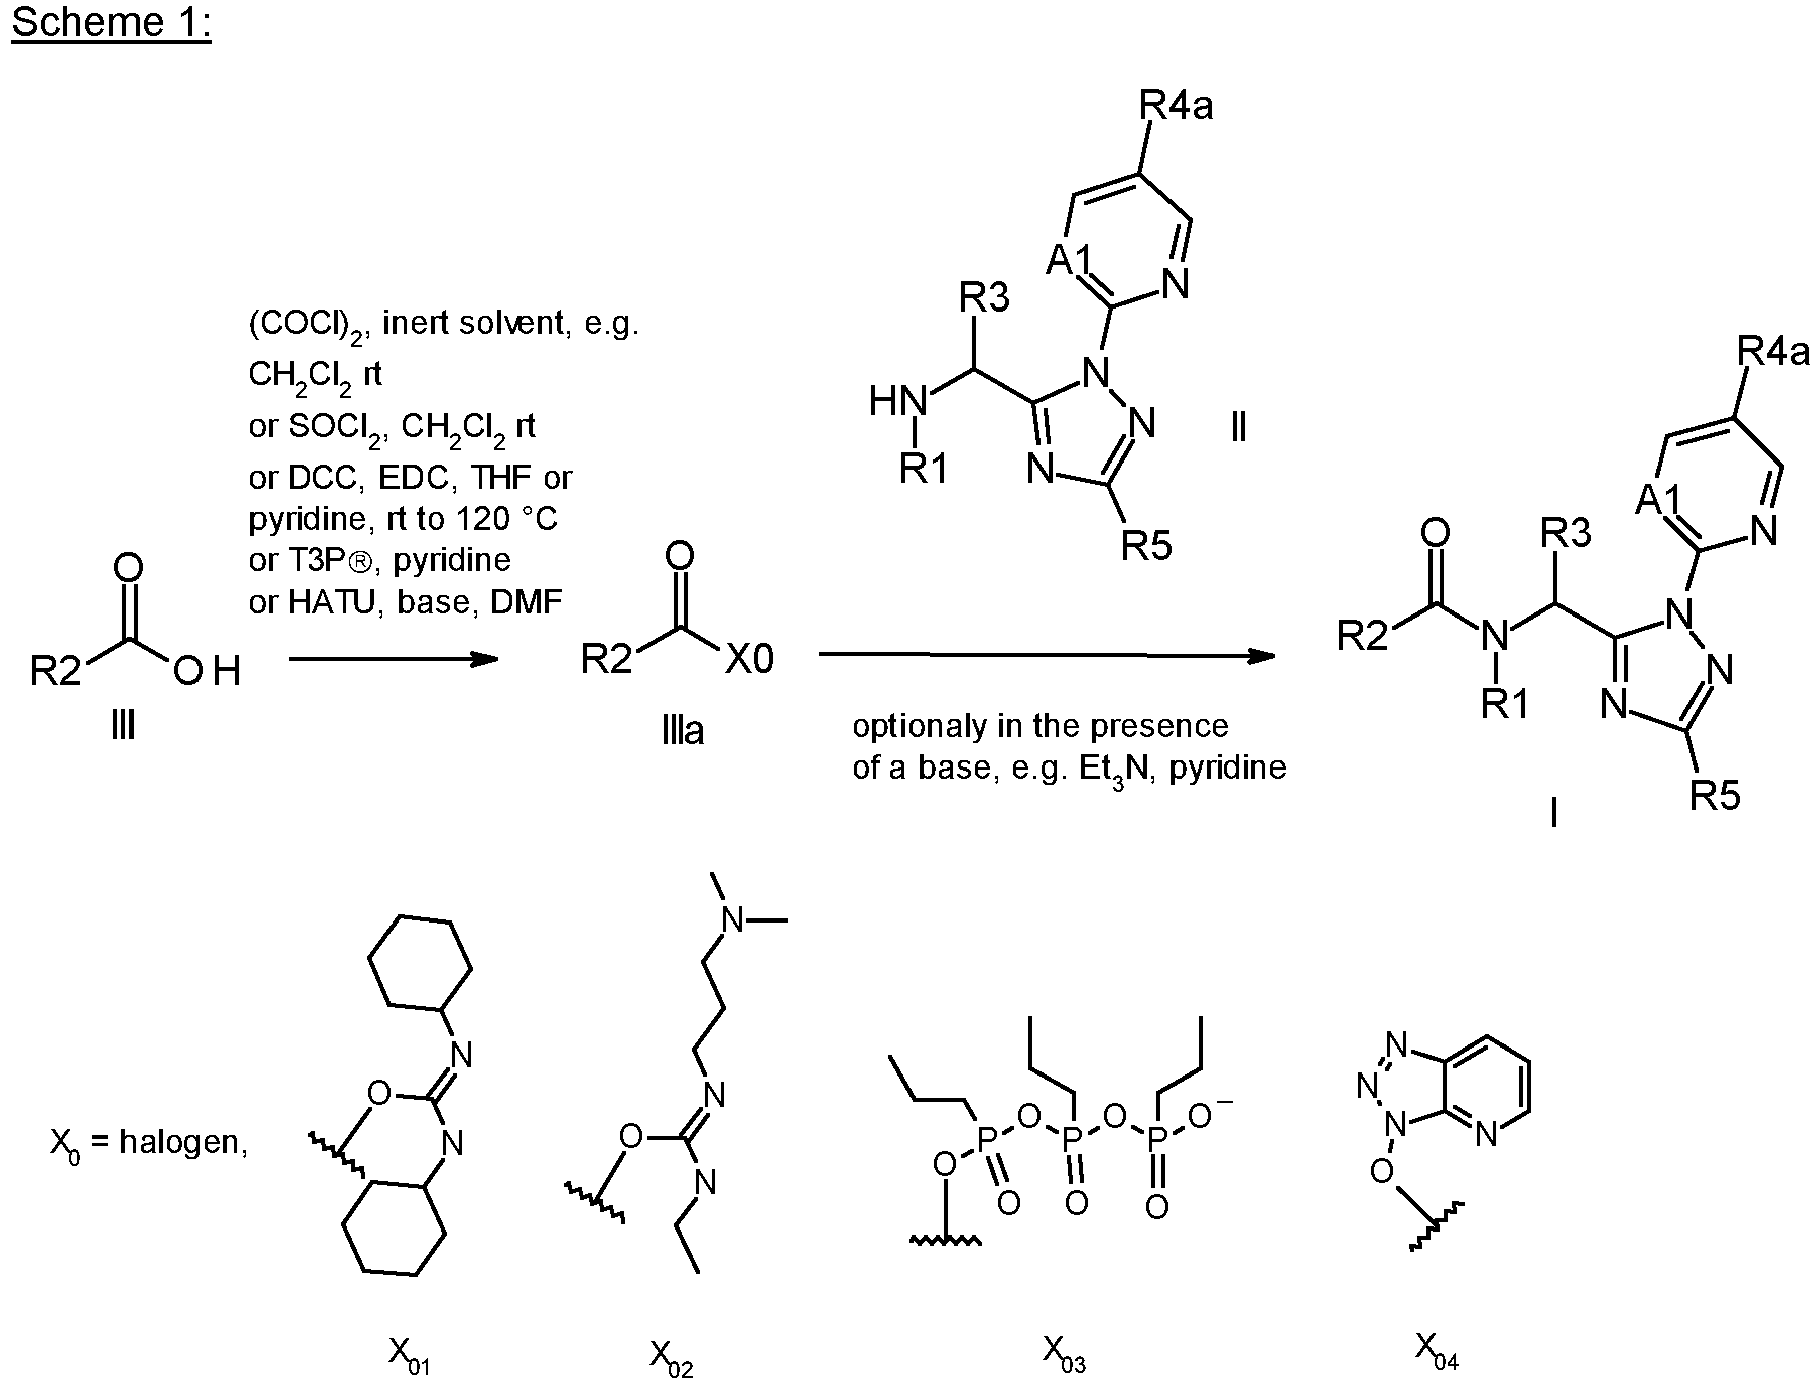 Scheme 1:
R4a
A1
N
R3
(COCl)2, inert solvent, e.g.
CH2Cl2 rt
or SOCl2, CH2Cl2 rt
or DCC, EDC, THF or
pyridine, rt to 120 °C
or T3P®, pyridine
or HATU, base, DMF
HN
R1
N
N
N
R5
II
R4a
A1
N
O
R2
OH
III
O
R2
X0
IIIa
optionaly in the presence
of a base, e.g. Et3N, pyridine
O
R3
R2
N
R1
N
N
N
R5
I
X0 = halogen,
N
O
N
X01
N
N
O
N
X02
O
P
O
P
O
P
O−
O
O
O
X03
N
N
N
N
O
X04